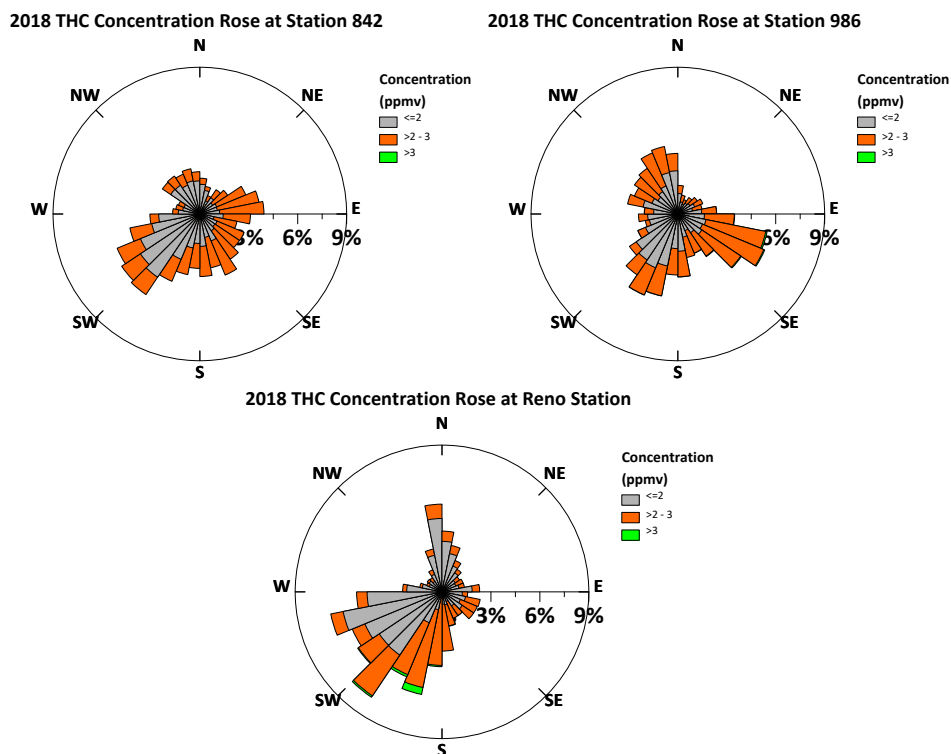 2018 THC Concentration Rose at Station 842
N
NW
NE
W
E
3% 6% 9%
SW
SE
S
Concentration
(ppmv)
<=2
>2 - 3
>3
2018 THC Concentration Rose at Station 986
N
NW
NE
W
E
6% 9%
SW
SE
S
Concentration
(ppmv)
<=2
>2 - 3
>3
2018 THC Concentration Rose at Reno Station
N
NW
NE
W
E
3% 6% 9%
SW
SE
S
Concentration
(ppmv)
<=2
>2 - 3
>3